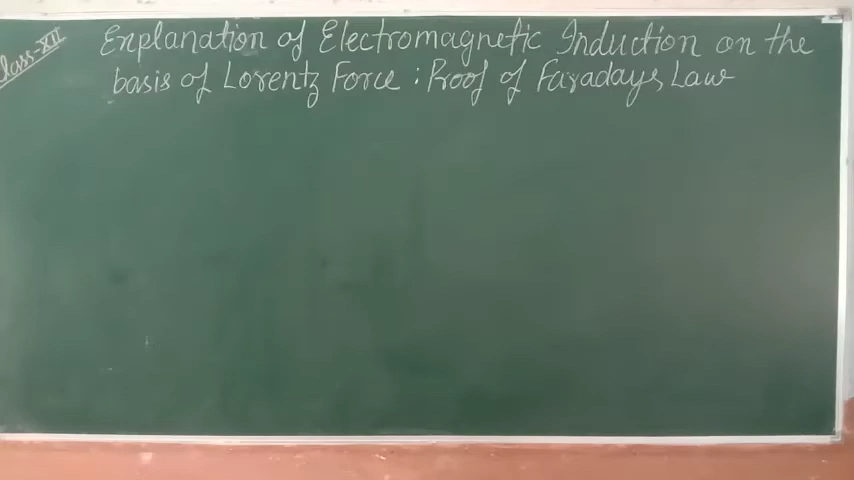 Class-XII
Explanation of Electromagnetic Induction on the
basis of Lorentz Force : Proof of Faradays Law